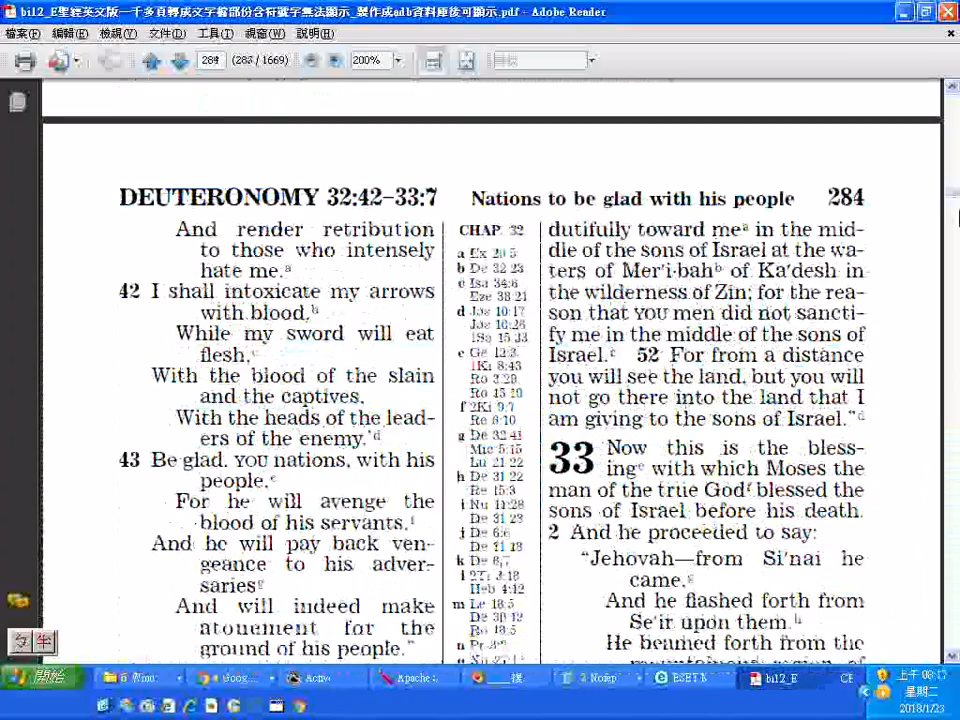 bi12_E聖經英文版一千多頁轉成文字檔部份含符號字無法顯示_製作成adb資料庫後可顯示.pdf - Adobe Reader
檔案(F) 編輯(E) 檢視(V) 文件(D) 工具(T) 視窗(W) 說明(H)
284 (283 / 1669) 200%
DEUTERONOMY 32:42–33:7 Nations to be glad with his people 284
And render retribution
to those who intensely
hate me.a
42 I shall intoxicate my arrows
with blood,b
While my sword will eat
flesh,c
With the blood of the slain
and the captives,
With the heads of the lead-
ers of the enemy.’d
43 Be glad, YOU nations, with his
people,e
For he will avenge the
blood of his servants,f
And he will pay back ven-
geance to his adver-
saries g
And will indeed make
atonement for the
ground of his people.”
CHAP. 32
a Ex 20:5
b De 32:23
c Isa 34:6
Eze 38:21
d Jos 10:17
Jos 10:26
1Sa 15:33
e Ge 12:3
1Ki 8:43
Ro 3:29
Ro 15:10
f 2Ki 9:7
Re 6:10
g De 32:41
Mic 5:15
Lu 21:22
h De 31:22
Re 15:3
i Nu 11:28
De 31:23
j De 6:6
De 11:18
k De 6:7
l 2Ti 3:16
Heb 4:12
m Le 18:5
De 30:19
Ro 10:5
dutifully toward me a in the mid-
dle of the sons of Israel at the wa-
ters of Mer′i·bah b of Ka′desh in
the wilderness of Zin; for the rea-
son that YOU men did not sancti-
fy me in the middle of the sons of
Israel.c 52 For from a distance
you will see the land, but you will
not go there into the land that I
am giving to the sons of Israel.”d
33 Now this is the bless-
ing e with which Moses the
man of the true God f blessed the
sons of Israel before his death.
2 And he proceeded to say:
“Jehovah—from Si′nai he
came,g
And he flashed forth from
Se′ir upon them.h
He beamed forth from the
mountainous region of
開始 6 Wind Goog... Activ Apache 2 Notep ESET N bi12_E CE
上午 08:17
星期二
2018/1/23